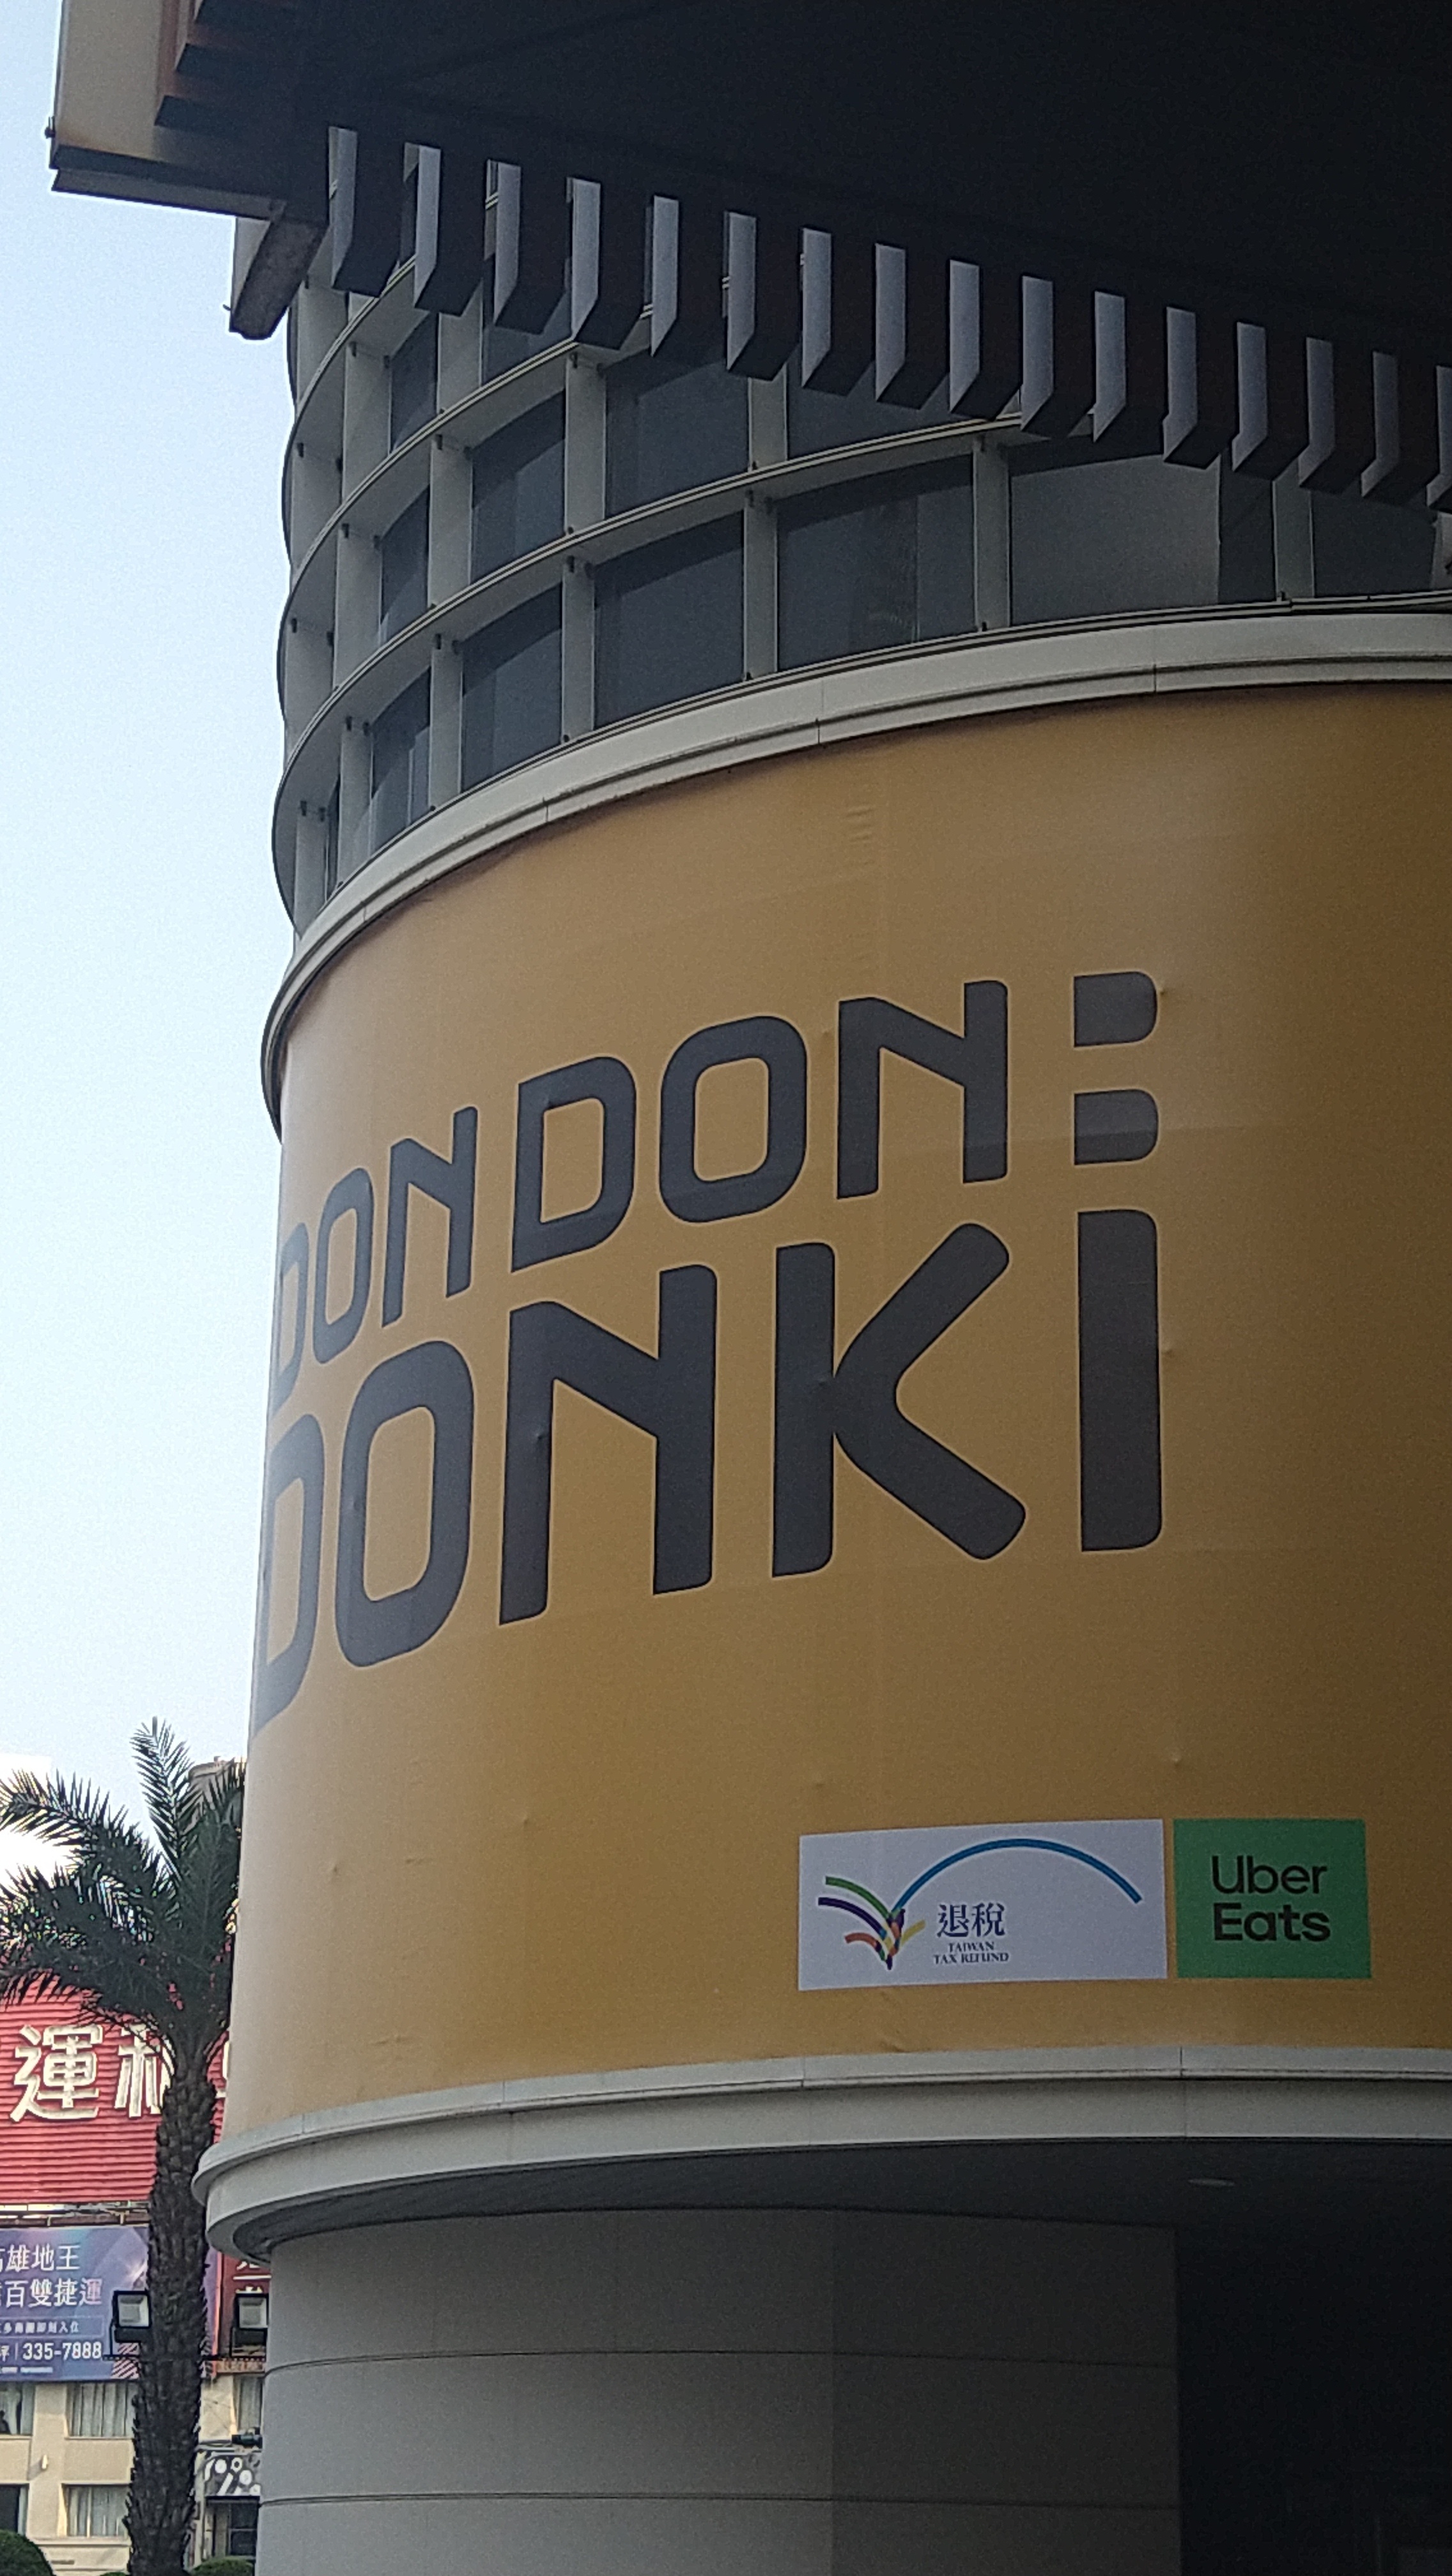 DON DON
DONKI
退稅
TAIWAN
TAX REFUND
Uber
Eats
運
雄地王
百雙捷運
335-7888